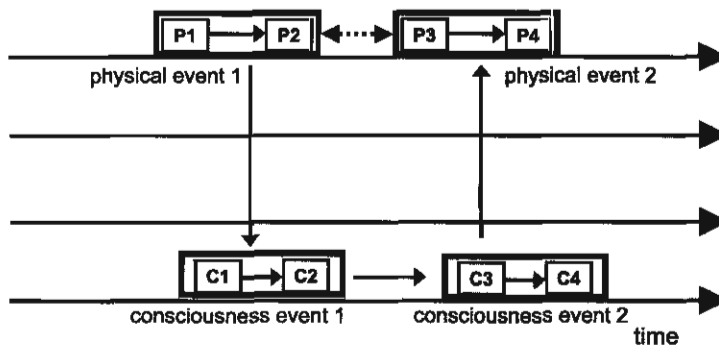 P1 P2 P3 P4
physical event 1 physical event 2
C1 C2 C3 C4
consciousness event 1 consciousness event 2
time